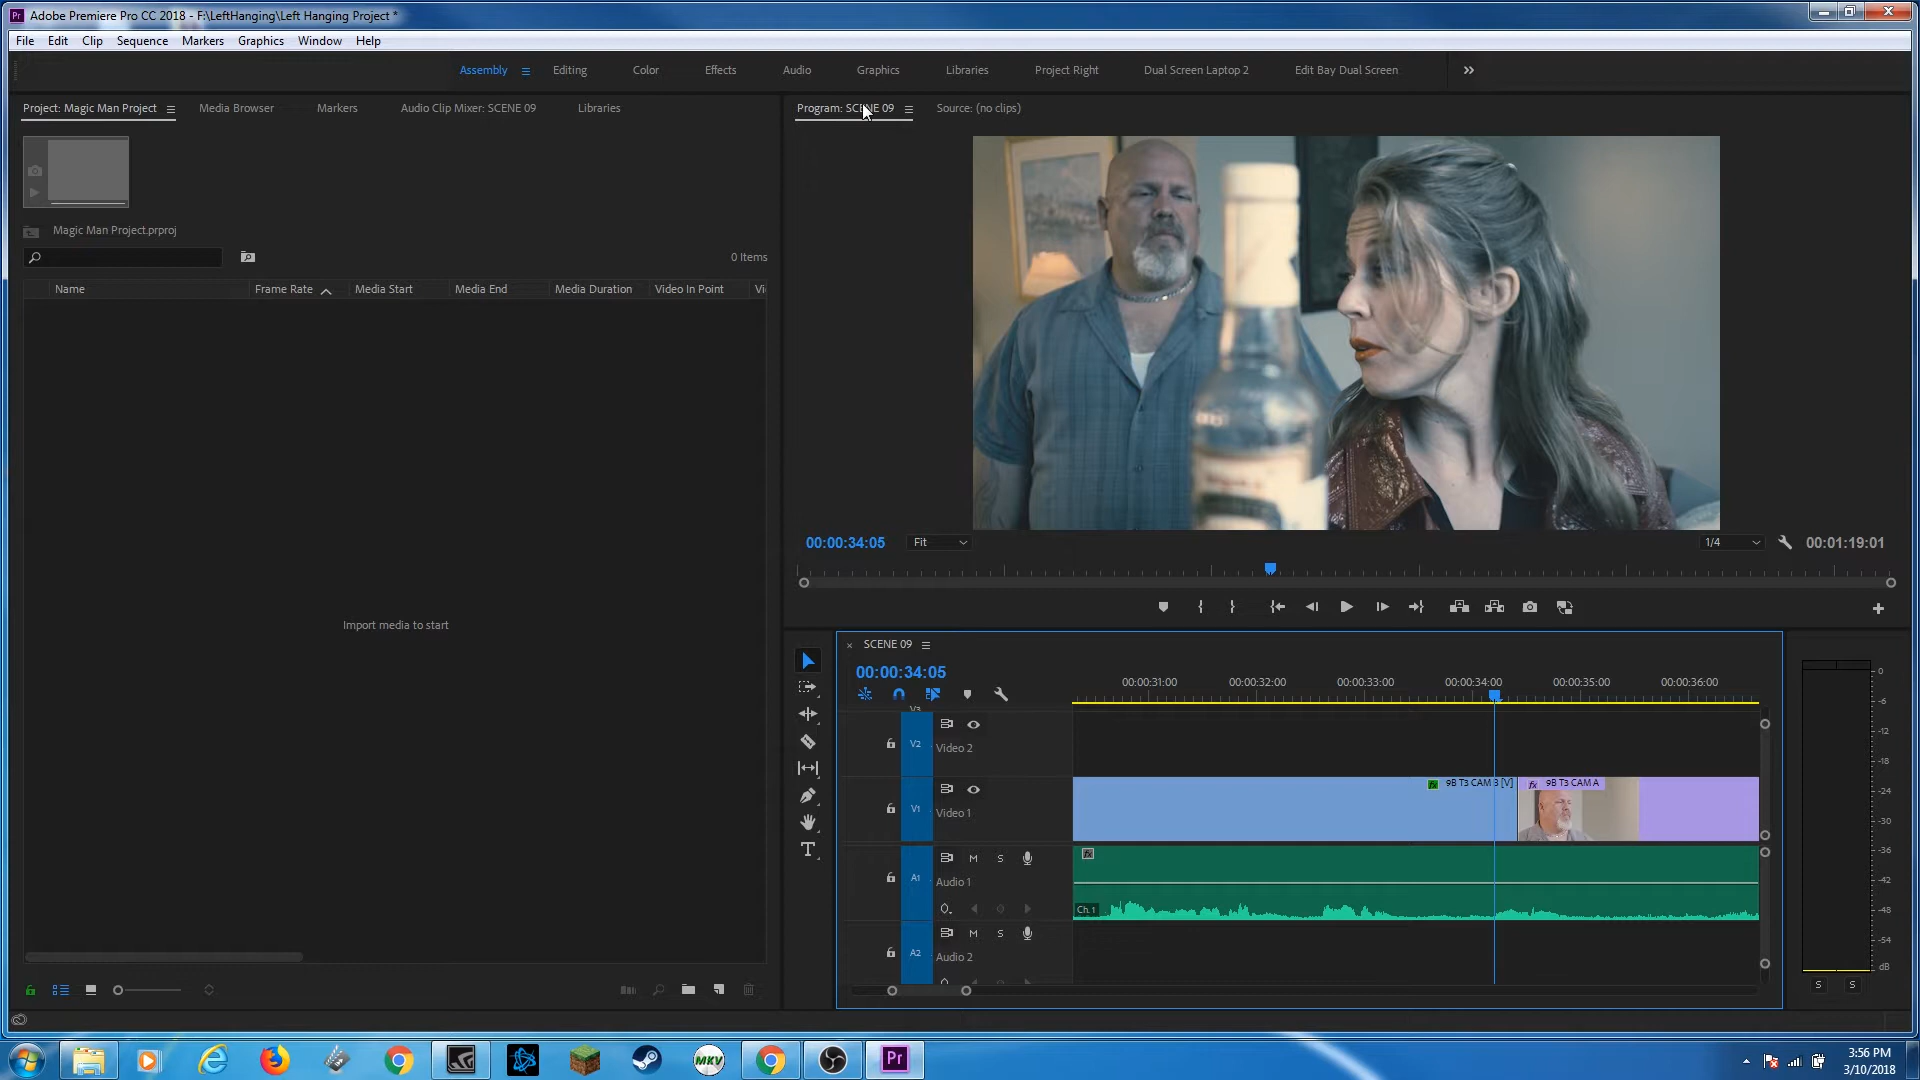 Adobe Premiere Pro CC 2018 - F:\LeftHanging\Left Hanging Project *
File Edit Clip Sequence Markers Graphics Window Help
Assembly Editing Color Effects Audio Graphics Libraries Project Right Dual Screen Laptop 2 Edit Bay Dual Screen
Project: Magic Man Project Media Browser Markers Audio Clip Mixer: SCENE 09 Libraries
Program: SCENE 09 Source: (no clips)
Magic Man Project.prproj
0 Items
Name Frame Rate Media Start Media End Media Duration Video In Point Vi
Import media to start
00:00:34:05 Fit 1/4 00:01:19:01
SCENE 09
00:00:34:05
00:00:31:00 00:00:32:00 00:00:33:00 00:00:34:00 00:00:35:00 00:00:36:00
V3
V2 Video 2
V1 Video 1
fx 9B T3 CAM B [V] fx 9B T3 CAM A
A1 M S
Audio 1
Ch. 1
A2 M S
Audio 2
0
-6
-12
-18
-24
-30
-36
-42
-48
-54
dB
S S
MKV
Pr
3:56 PM
3/10/2018